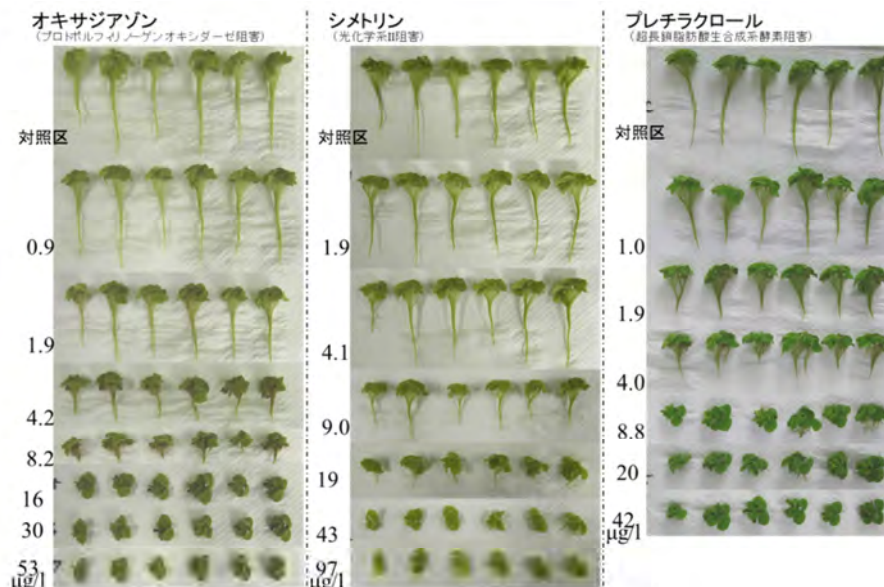 オキサジアゾン
(プロトポルフィリノーゲンオキシダーゼ阻害)
対照区
0.9
1.9
4.2
8.2
16
30
53
μg/l
シメトリン
(光化学系II阻害)
1.9
4.1
9.0
19
43
97
μg/l
プレチラクロール
(超長鎖脂肪酸生合成系酵素阻害)
対照区
1.0
1.9
4.0
8.8
20
42
μg/l